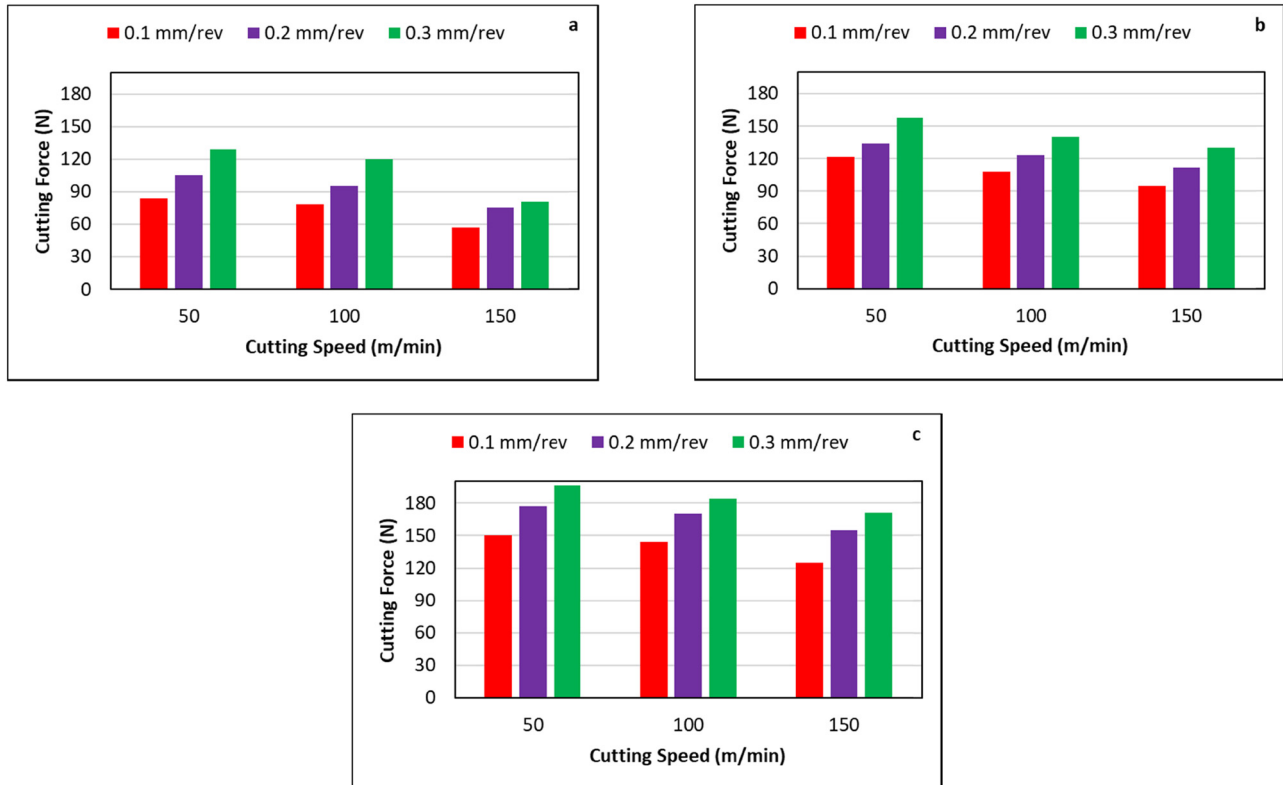 0.1 mm/rev 0.2 mm/rev 0.3 mm/rev a
Cutting Force (N)
180
150
120
90
60
30
0
50 100 150
Cutting Speed (m/min)
0.1 mm/rev 0.2 mm/rev 0.3 mm/rev b
Cutting Force (N)
180
150
120
90
60
30
0
50 100 150
Cutting Speed (m/min)
0.1 mm/rev 0.2 mm/rev 0.3 mm/rev c
Cutting Force (N)
180
150
120
90
60
30
0
50 100 150
Cutting Speed (m/min)